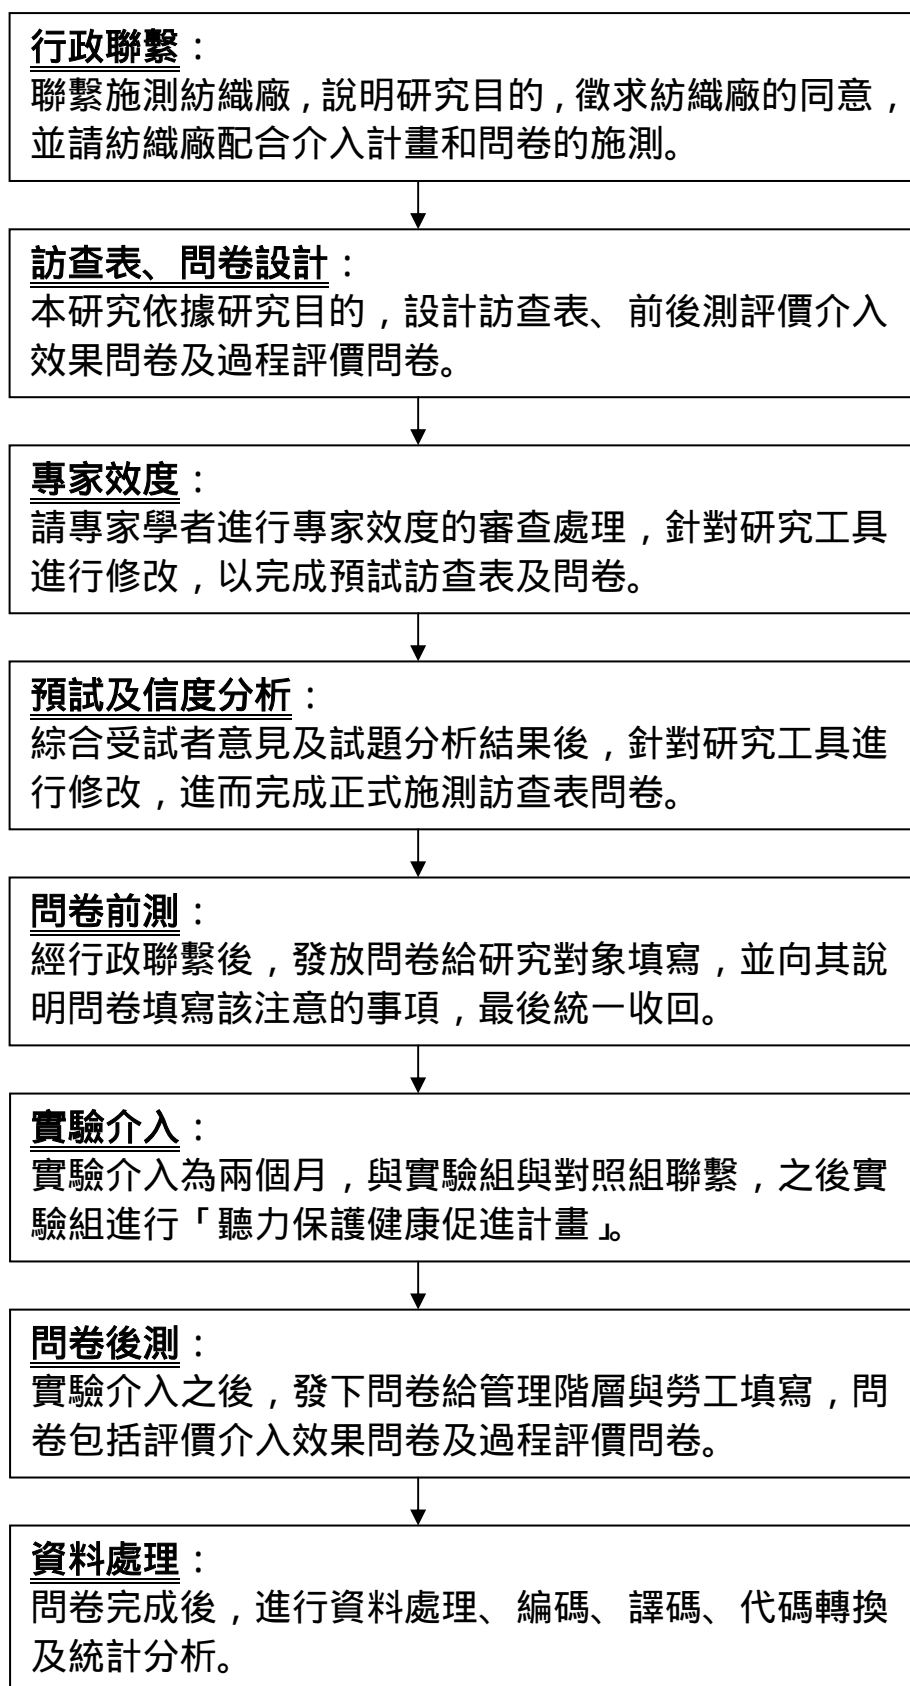 行政聯繫：
聯繫施測紡織廠，說明研究目的，徵求紡織廠的同意，
並請紡織廠配合介入計畫和問卷的施測。
訪查表、問卷設計：
本研究依據研究目的，設計訪查表、前後測評價介入
效果問卷及過程評價問卷。
專家效度：
請專家學者進行專家效度的審查處理，針對研究工具
進行修改，以完成預試訪查表及問卷。
預試及信度分析：
綜合受試者意見及試題分析結果後，針對研究工具進
行修改，進而完成正式施測訪查表問卷。
問卷前測：
經行政聯繫後，發放問卷給研究對象填寫，並向其說
明問卷填寫該注意的事項，最後統一收回。
實驗介入：
實驗介入為兩個月，與實驗組與對照組聯繫，之後實
驗組進行「聽力保護健康促進計畫」。
問卷後測：
實驗介入之後，發下問卷給管理階層與勞工填寫，問
卷包括評價介入效果問卷及過程評價問卷。
資料處理：
問卷完成後，進行資料處理、編碼、譯碼、代碼轉換
及統計分析。